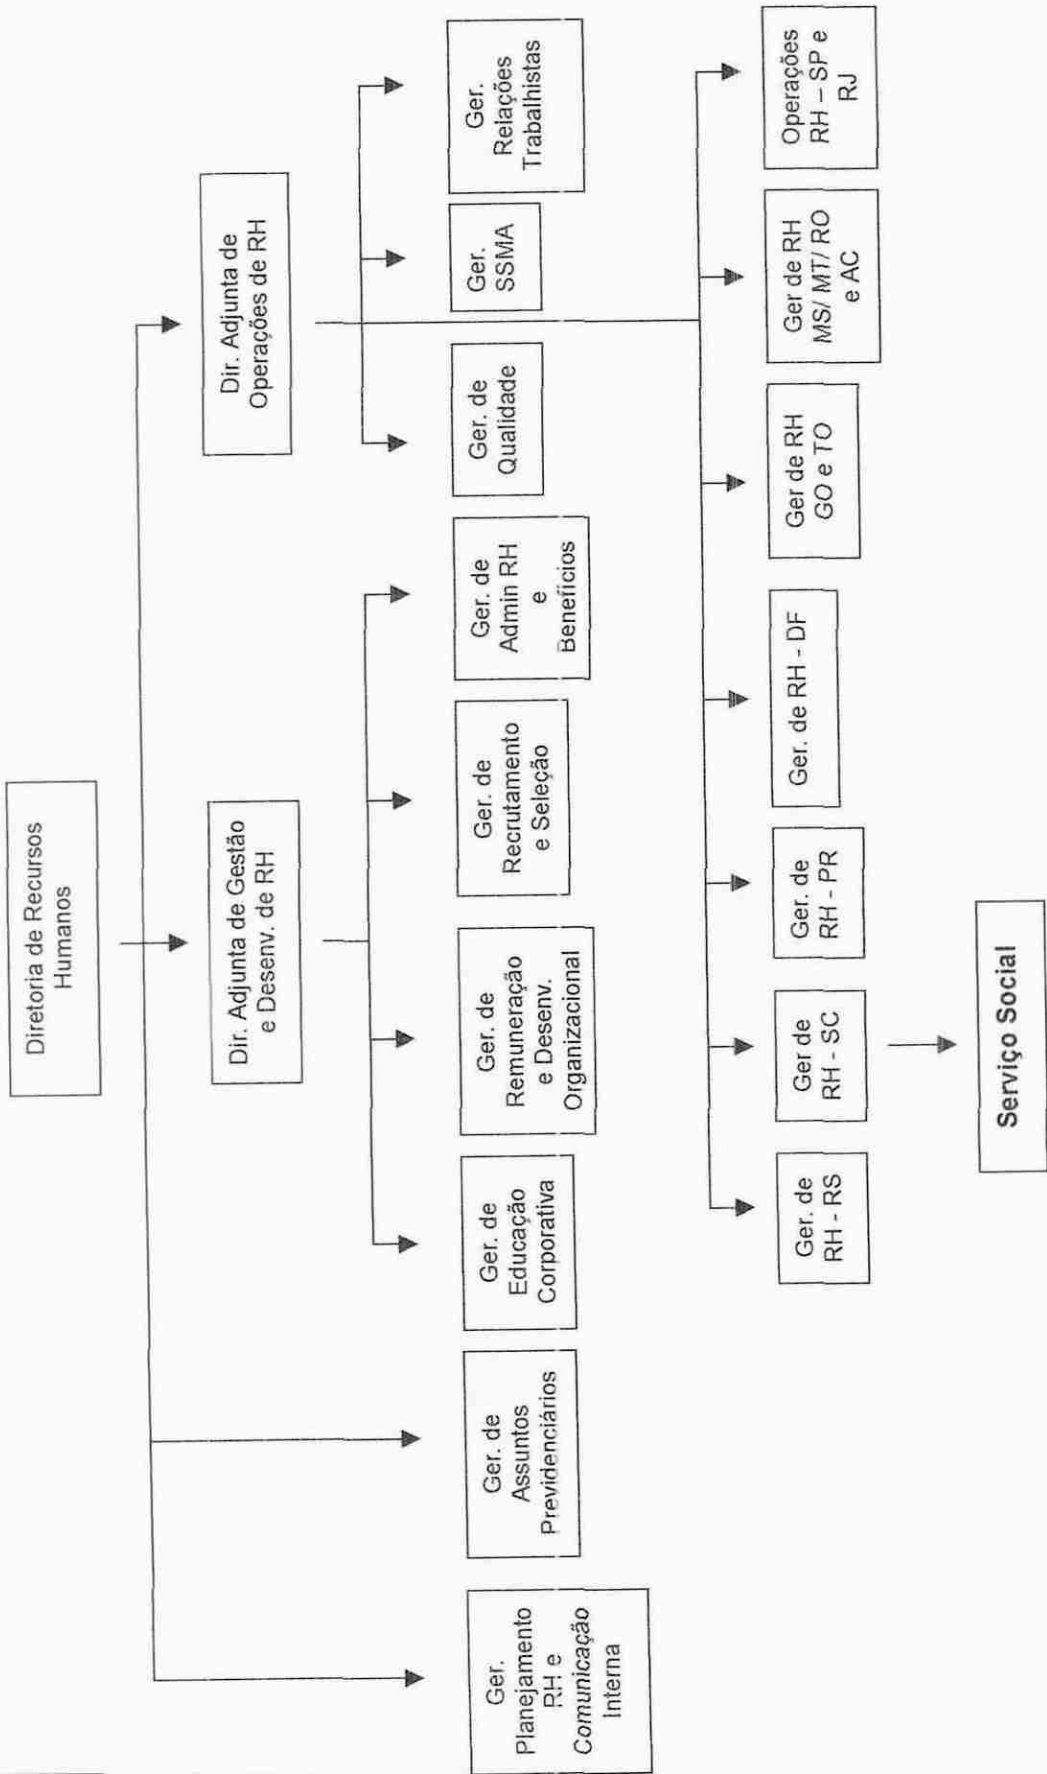 Diretoria de Recursos
Humanos
Dir. Adjunta de Gestão
e Desenv. de RH
Dir. Adjunta de
Operações de RH
Ger.
Planejamento
RH e
Comunicação
Interna
Ger. de
Assuntos
Previdenciários
Ger. de
Educação
Corporativa
Ger. de
Remuneração
e Desenv.
Organizacional
Ger. de
Recrutamento
e Seleção
Ger. de
Admin RH
e
Benefícios
Ger. de
Qualidade
Ger.
SSMA
Ger.
Relações
Trabalhistas
Ger. de
RH - RS
Ger de
RH - SC
Ger. de
RH - PR
Ger. de RH - DF
Ger de RH
GO e TO
Ger de RH
MS/ MT/ RO
e AC
Operações
RH – SP e
RJ
Serviço Social